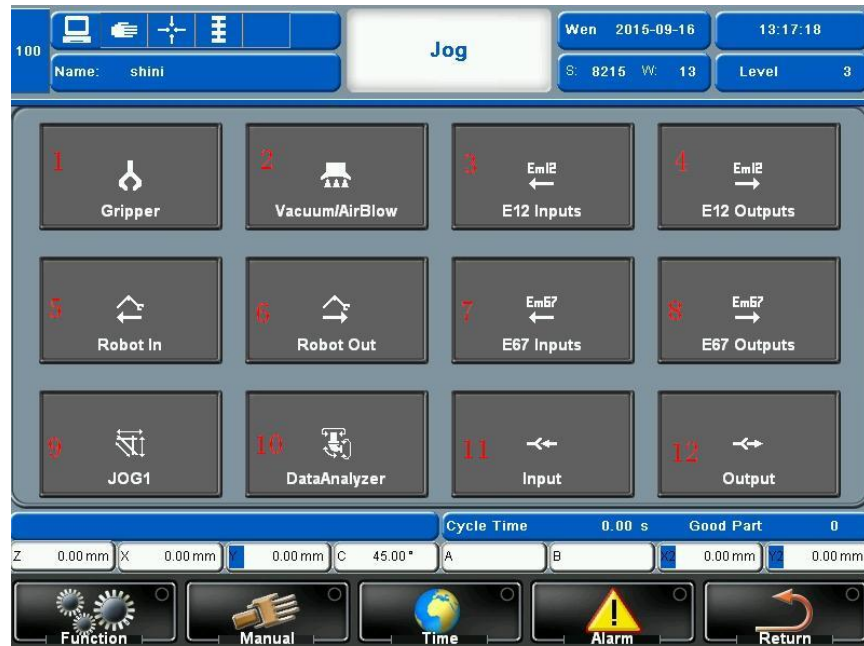 100
Jog
Wen 2015-09-16
13:17:18
Name: shini
S: 8215 W: 13
Level 3
1
Gripper
2
Vacuum/AirBlow
3
Em12
E12 Inputs
4
Em12
E12 Outputs
5
Robot In
6
Robot Out
7
Em67
E67 Inputs
8
Em67
E67 Outputs
9
JOG1
10
DataAnalyzer
11
Input
12
Output
Cycle Time 0.00 s Good Part 0
Z 0.00 mm X 0.00 mm Y 0.00 mm C 45.00 ° A B X2 0.00 mm Y2 0.00 mm
Function
Manual
Time
Alarm
Return